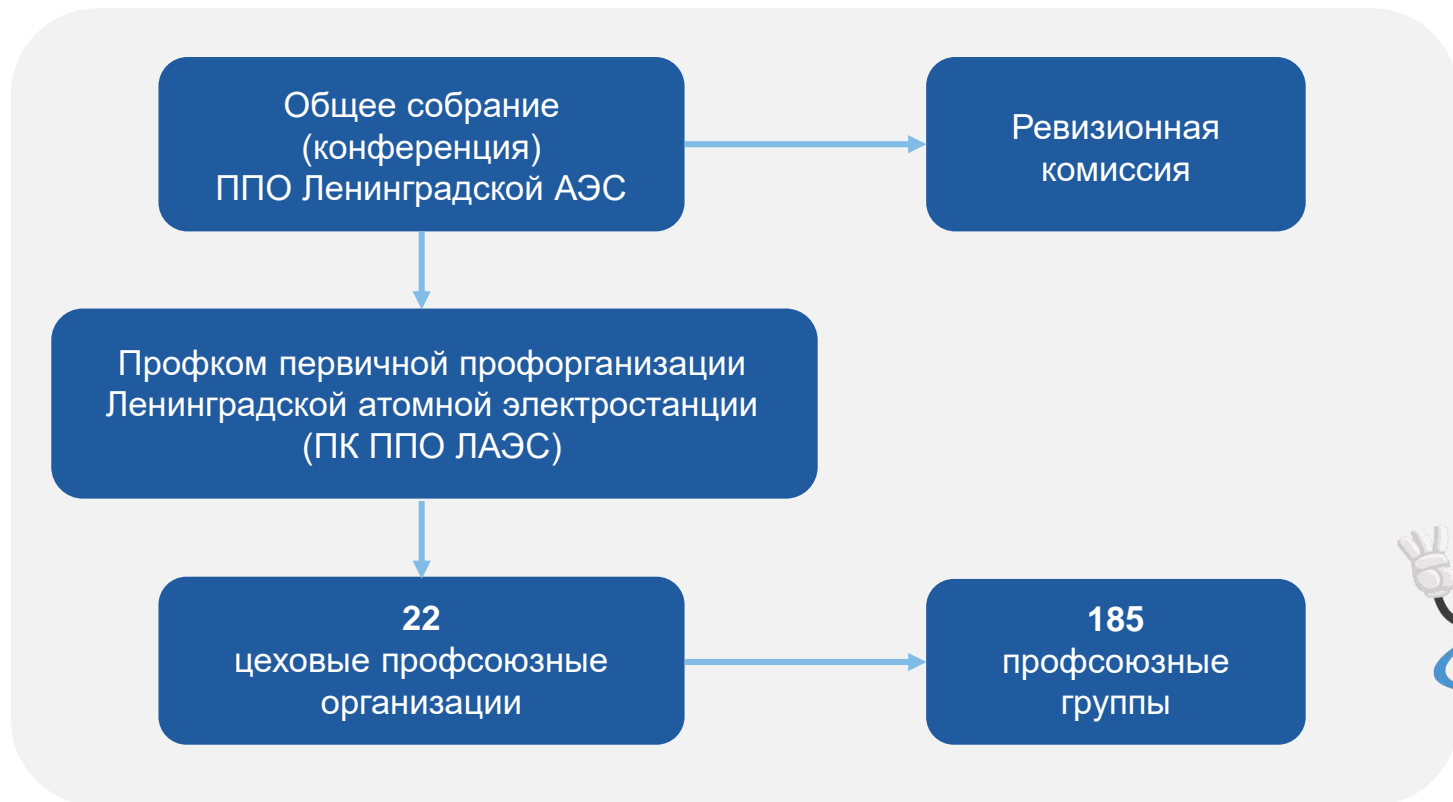 Общее собрание
(конференция)
ППО Ленинградской АЭС
Ревизионная
комиссия
Профком первичной профорганизации
Ленинградской атомной электростанции
(ПК ППО ЛАЭС)
22
цеховые профсоюзные
организации
185
профсоюзные
группы